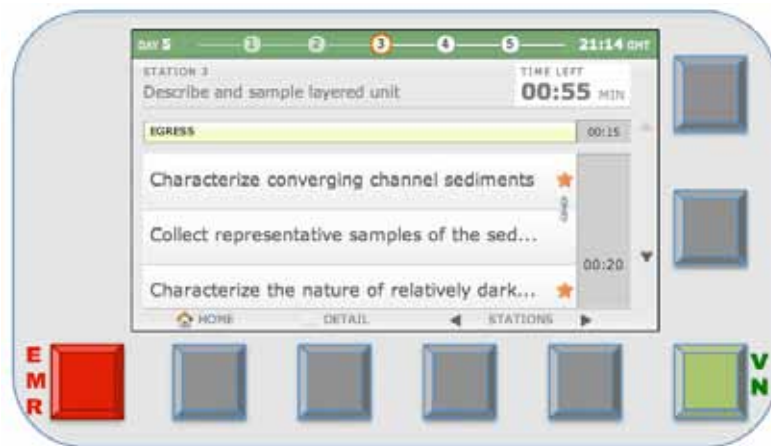 DAY 5 1 2 3 4 5 21:14 GMT
STATION 3
Describe and sample layered unit
TIME LEFT
00:55 MIN
EGRESS 00:15
Characterize converging channel sediments
Collect representative samples of the sed...
00:20
Characterize the nature of relatively dark...
HOME DETAIL STATIONS
EMR
VN